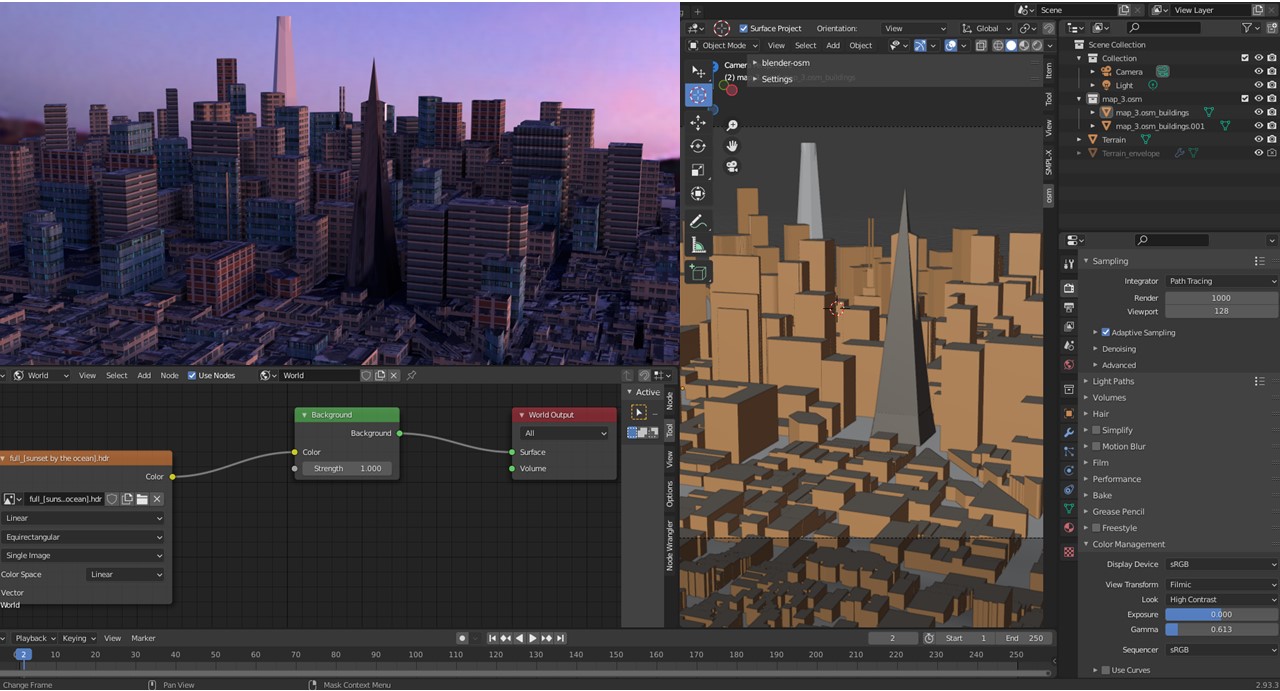 Scene
View Layer
Surface Project
Orientation:
View
Global
Object Mode
View
Select
Add
Object
blender-osm
Settings
Item
Tool
View
SMPL-X
osm
Scene Collection
Collection
Camera
Light
map_3.osm
map_3.osm_buildings
map_3.osm_buildings.001
Terrain
Terrain_envelope
Sampling
Integrator
Path Tracing
Render
1000
Viewport
128
Adaptive Sampling
Denoising
Advanced
Light Paths
Volumes
Hair
Simplify
Motion Blur
Film
Performance
Bake
Grease Pencil
Freestyle
Color Management
Display Device
sRGB
View Transform
Filmic
Look
High Contrast
Exposure
0.000
Gamma
0.613
Sequencer
sRGB
Use Curves
World
View
Select
Add
Node
Use Nodes
World
Active
Node
Tool
View
Options
Node Wrangler
Background
Background
Color
Strength
1.000
World Output
All
Surface
Volume
full_[sunset by the ocean].hdr
Color
full_[suns..ocean].hdr
Linear
Equirectangular
Single Image
Color Space
Linear
Vector
World
Playback
Keying
View
Marker
2
Start
1
End
250
2
10
20
30
40
50
60
70
80
90
100
110
120
130
140
150
160
170
180
190
200
210
220
230
240
250
Change Frame
Pan View
Mask Context Menu
2.93.3